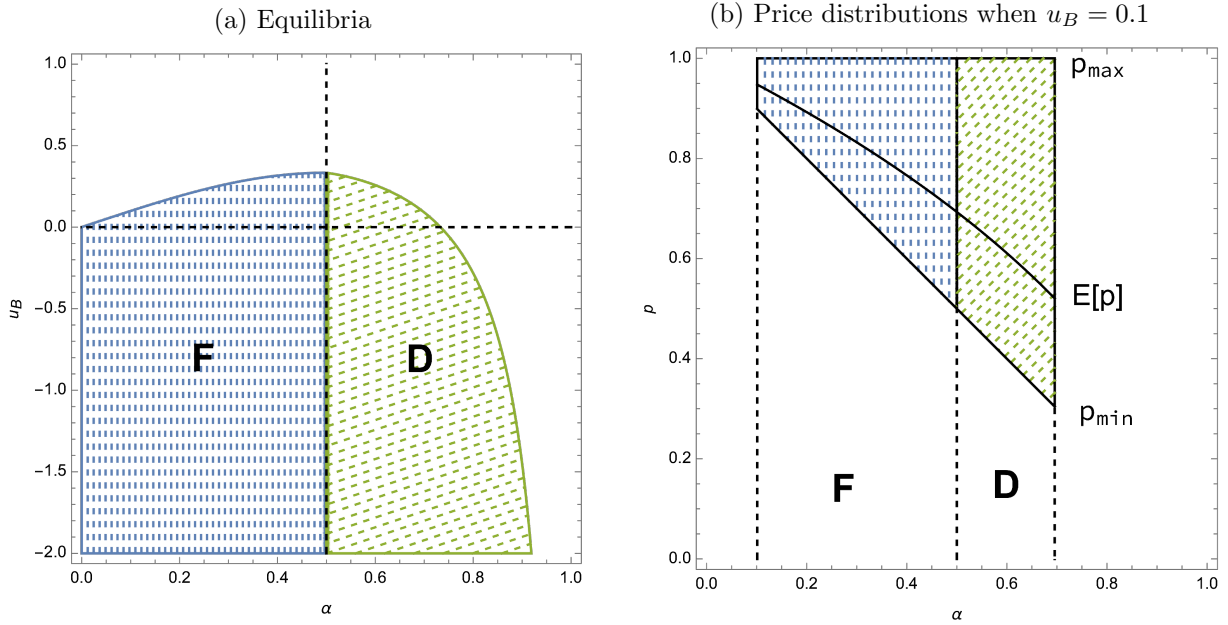 (a) Equilibria
1.0
0.5
0.0
−0.5
−1.0
−1.5
−2.0
u_B
F
D
0.0 0.2 0.4 0.6 0.8 1.0
α
(b) Price distributions when u_B = 0.1
1.0
0.8
0.6
0.4
0.2
0.0
p
p_max
E[p]
p_min
F
D
0.0 0.2 0.4 0.6 0.8 1.0
α